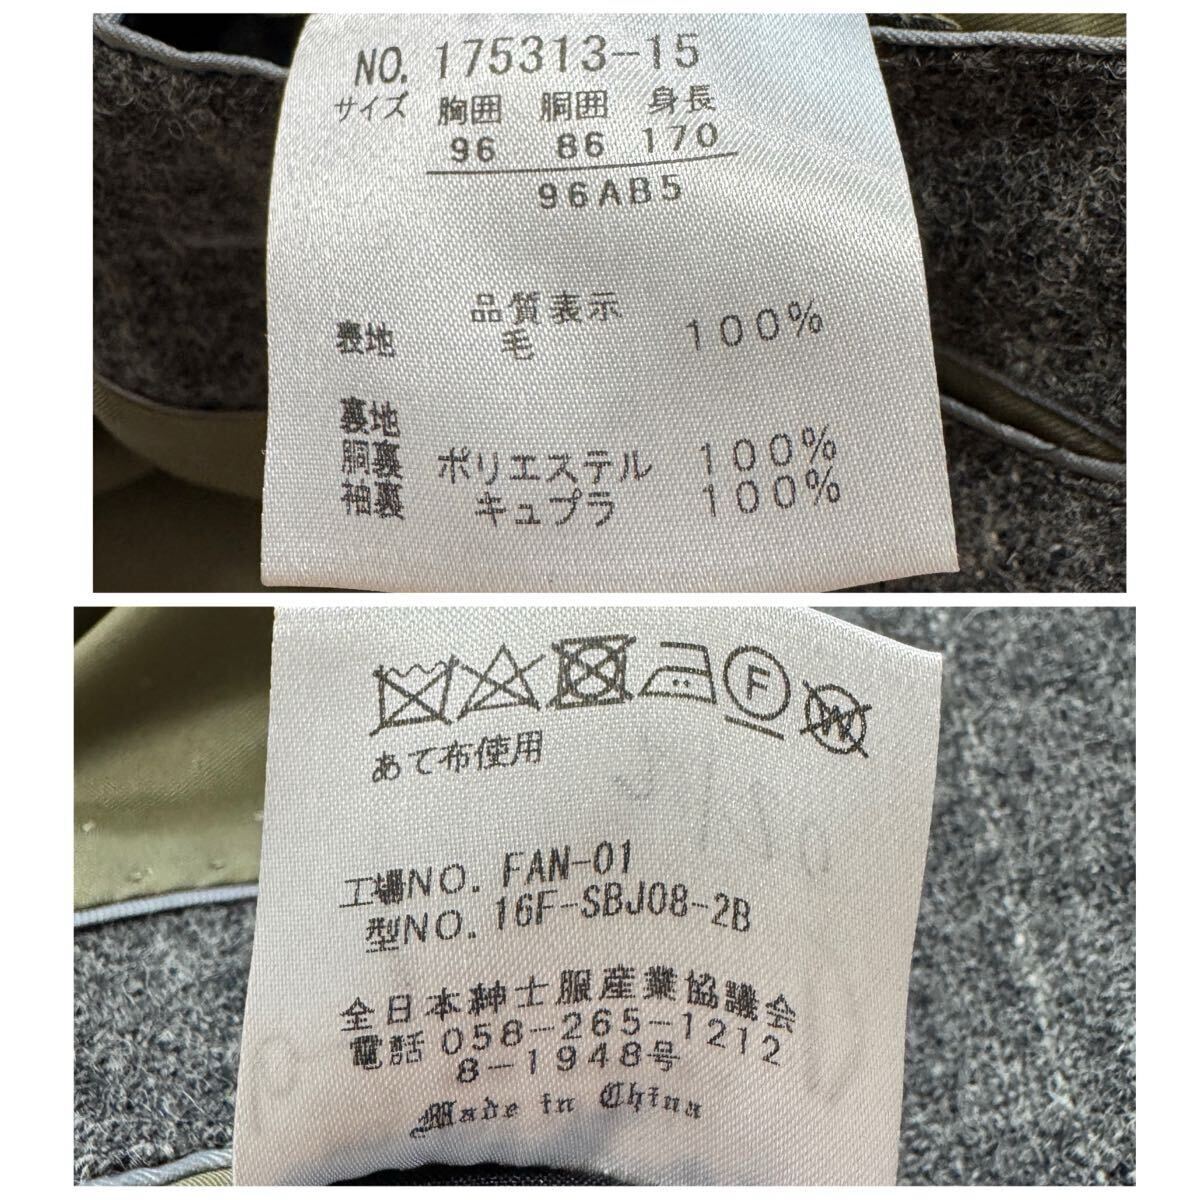 NO. 175313-15
サイズ 胸囲 胴囲 身長
96 86 170
96AB5
品質表示
表地 毛 100%
裏地
胴裏 ポリエステル 100%
袖裏 キュプラ 100%
F W
あて布使用
工場NO. FAN-01
型NO. 16F-SBJ08-2B
全日本紳士服産業協議会
電話 058-265-1212
8-1948号
Made in China